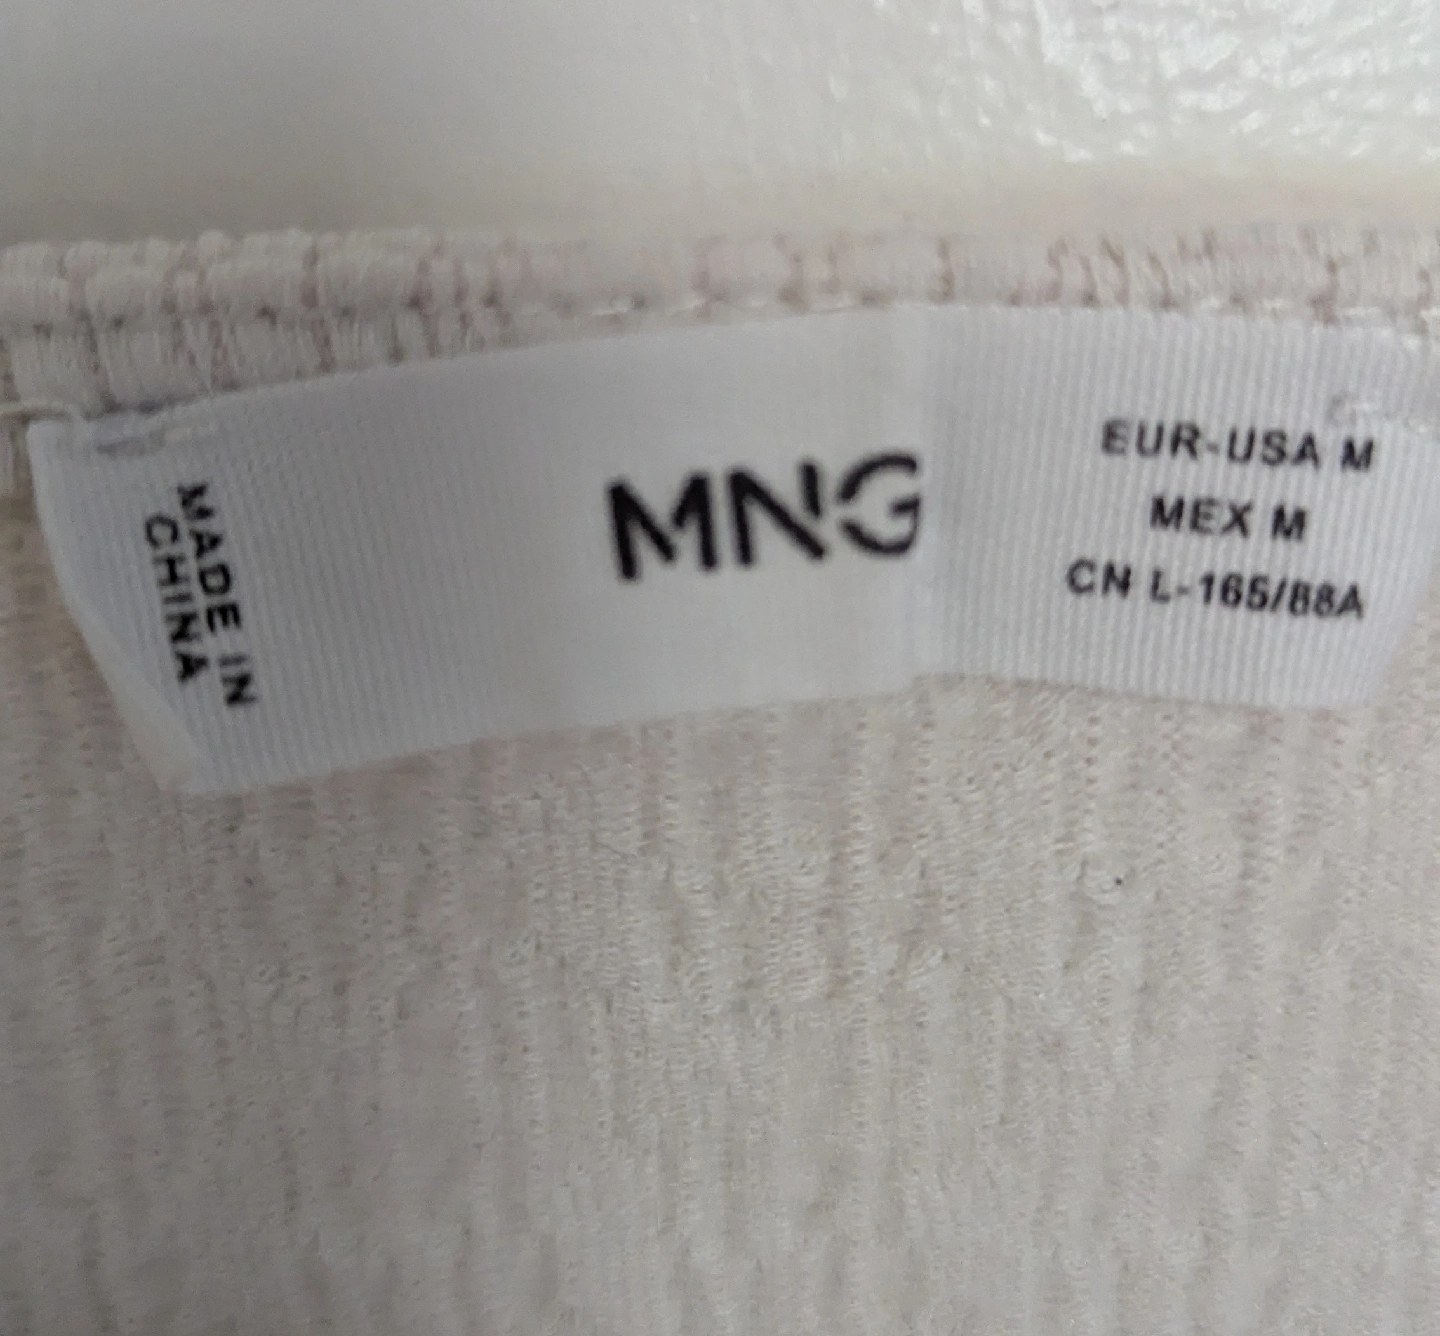 MADE IN
CHINA
MNG
EUR-USA M
MEX M
CN L-165/88A